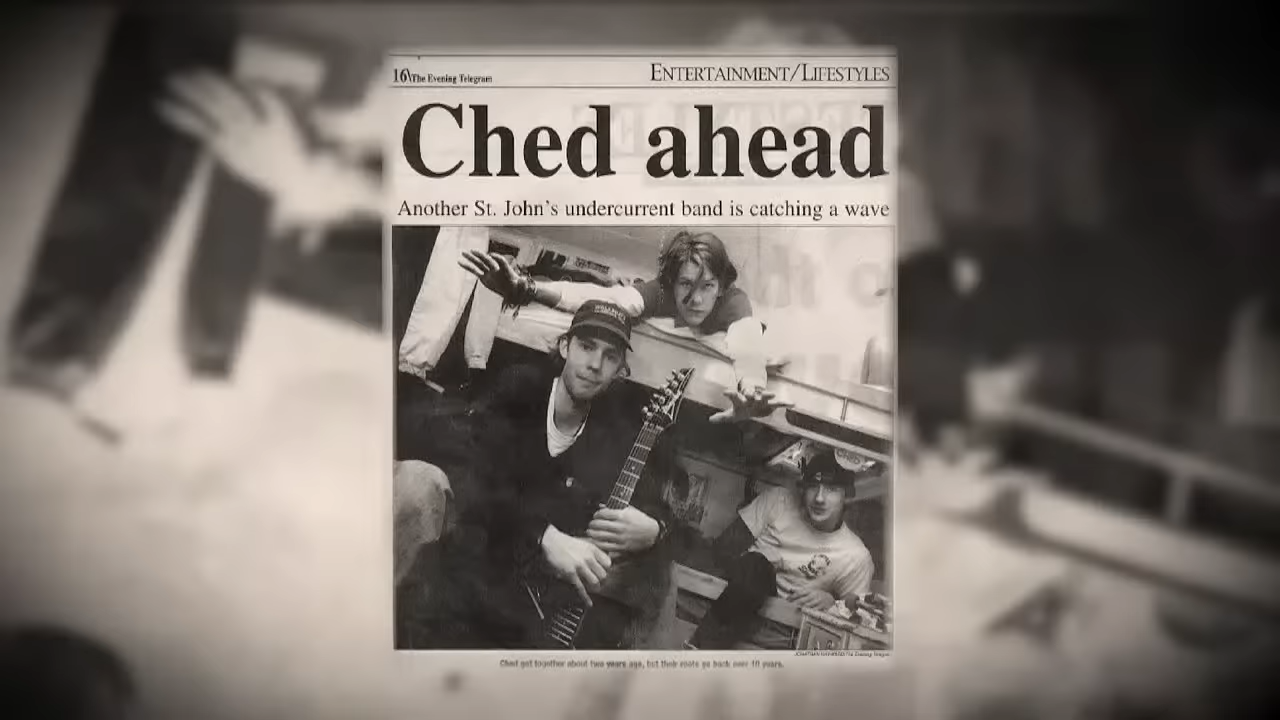 16\The Evening Telegram
ENTERTAINMENT/LIFESTYLES
Ched ahead
Another St. John's undercurrent band is catching a wave
Ched got together about two years ago, but their roots go back over 10 years.